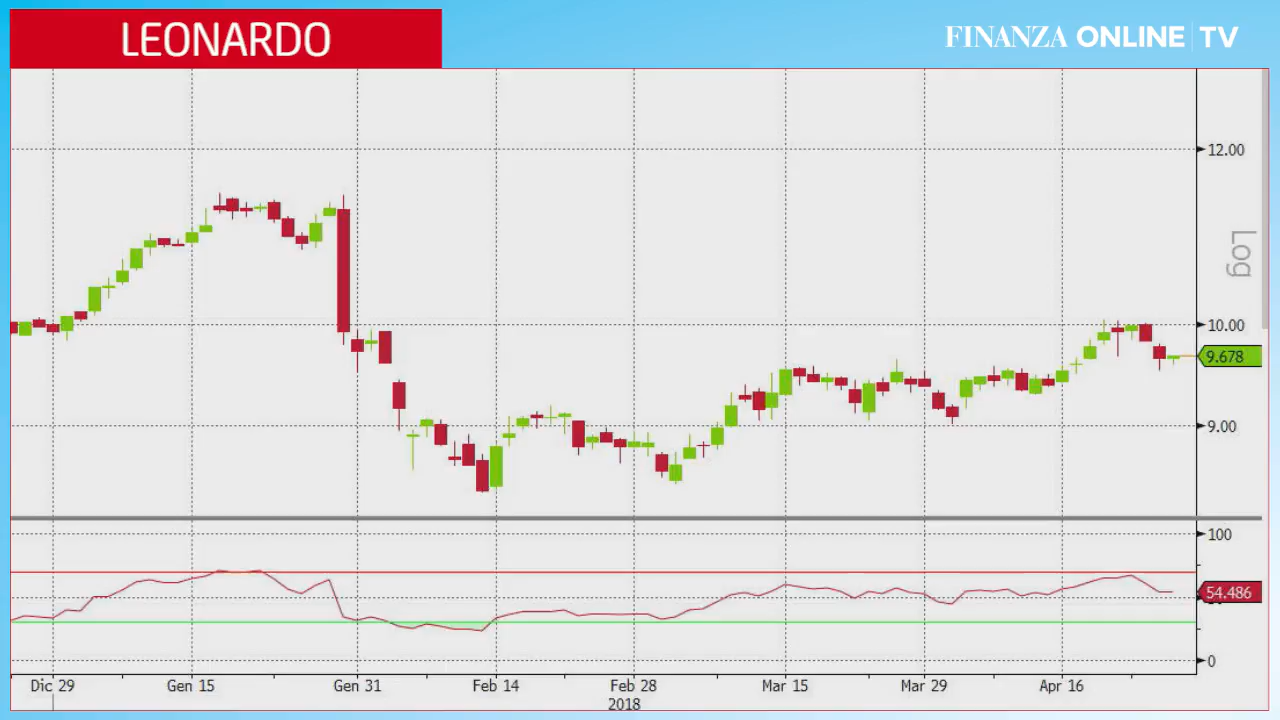 LEONARDO
FINANZA ONLINE TV
12.00
Log
10.00
9.678
9.00
100
54.486
0
Dic 29 Gen 15 Gen 31 Feb 14 Feb 28 Mar 15 Mar 29 Apr 16
2018